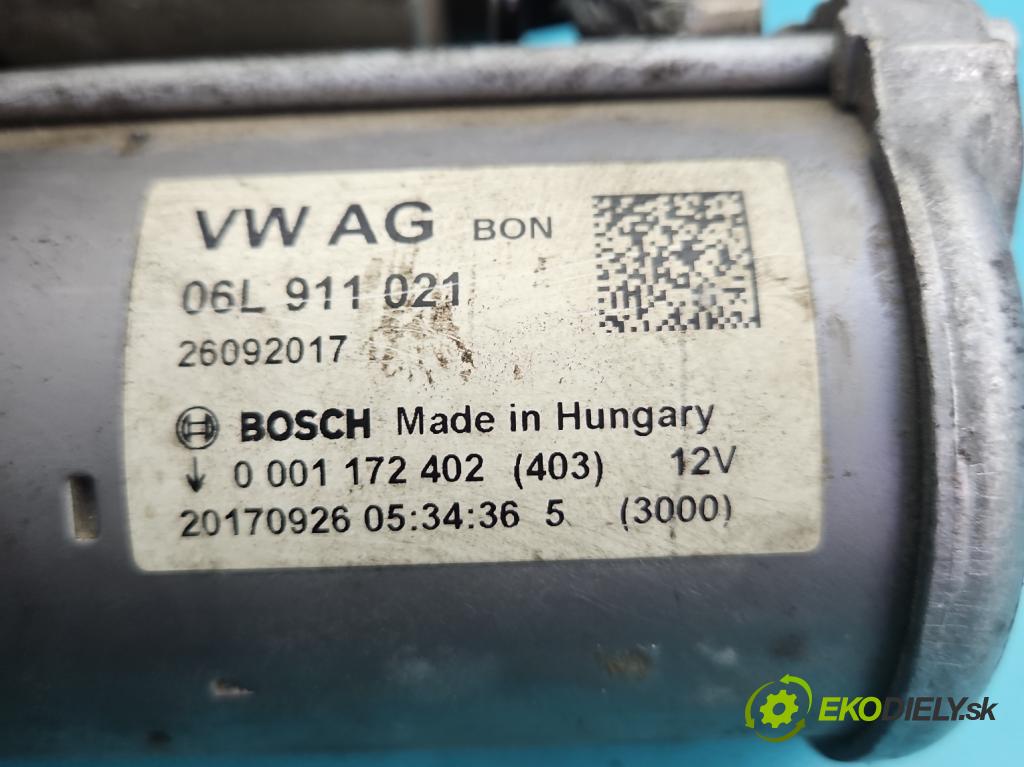 VW AG BON
06L 911 021
26092017
BOSCH Made in Hungary
↓ 0 001 172 402 (403) 12V
20170926 05:34:36 5 (3000)
EKODIELY.sk